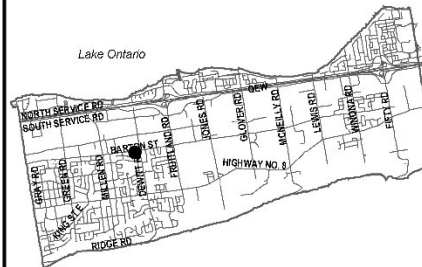 Lake Ontario
QEW
NORTH SERVICE RD
SOUTH SERVICE RD
BARTON ST
HIGHWAY NO. 8
GRAY RD
GREEN RD
MILLEN RD
DEWITT
FRUITLAND RD
JONES RD
GLOVER RD
MCNEILLY RD
LEWIS RD
WINONA RD
FIFTY RD
KING ST E
RIDGE RD